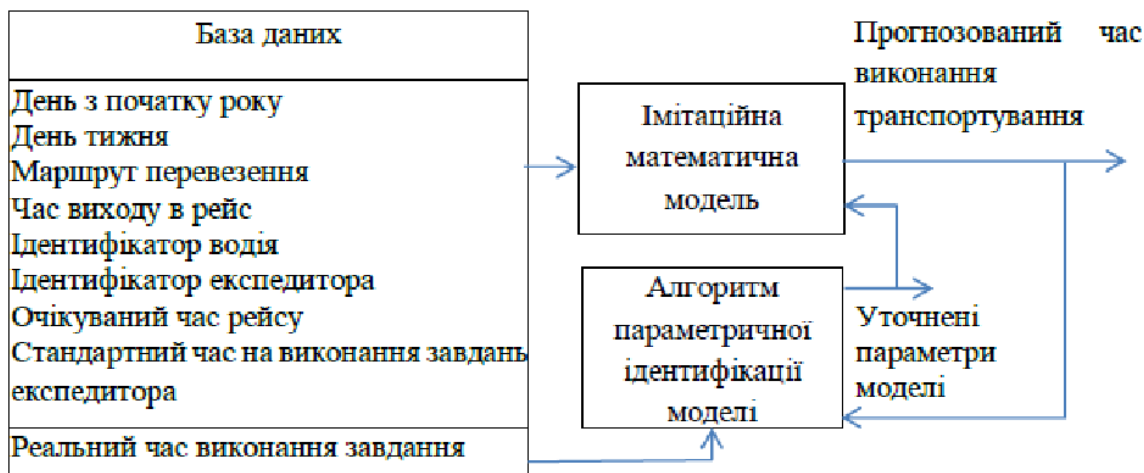 База даних
День з початку року
День тижня
Маршрут перевезення
Час виходу в рейс
Ідентифікатор водія
Ідентифікатор експедитора
Очікуваний час рейсу
Стандартний час на виконання завдань
експедитора
Реальний час виконання завдання
Імітаційна
математична
модель
Алгоритм
параметричної
ідентифікації
моделі
Прогнозований час
виконання
транспортування
Уточнені
параметри
моделі